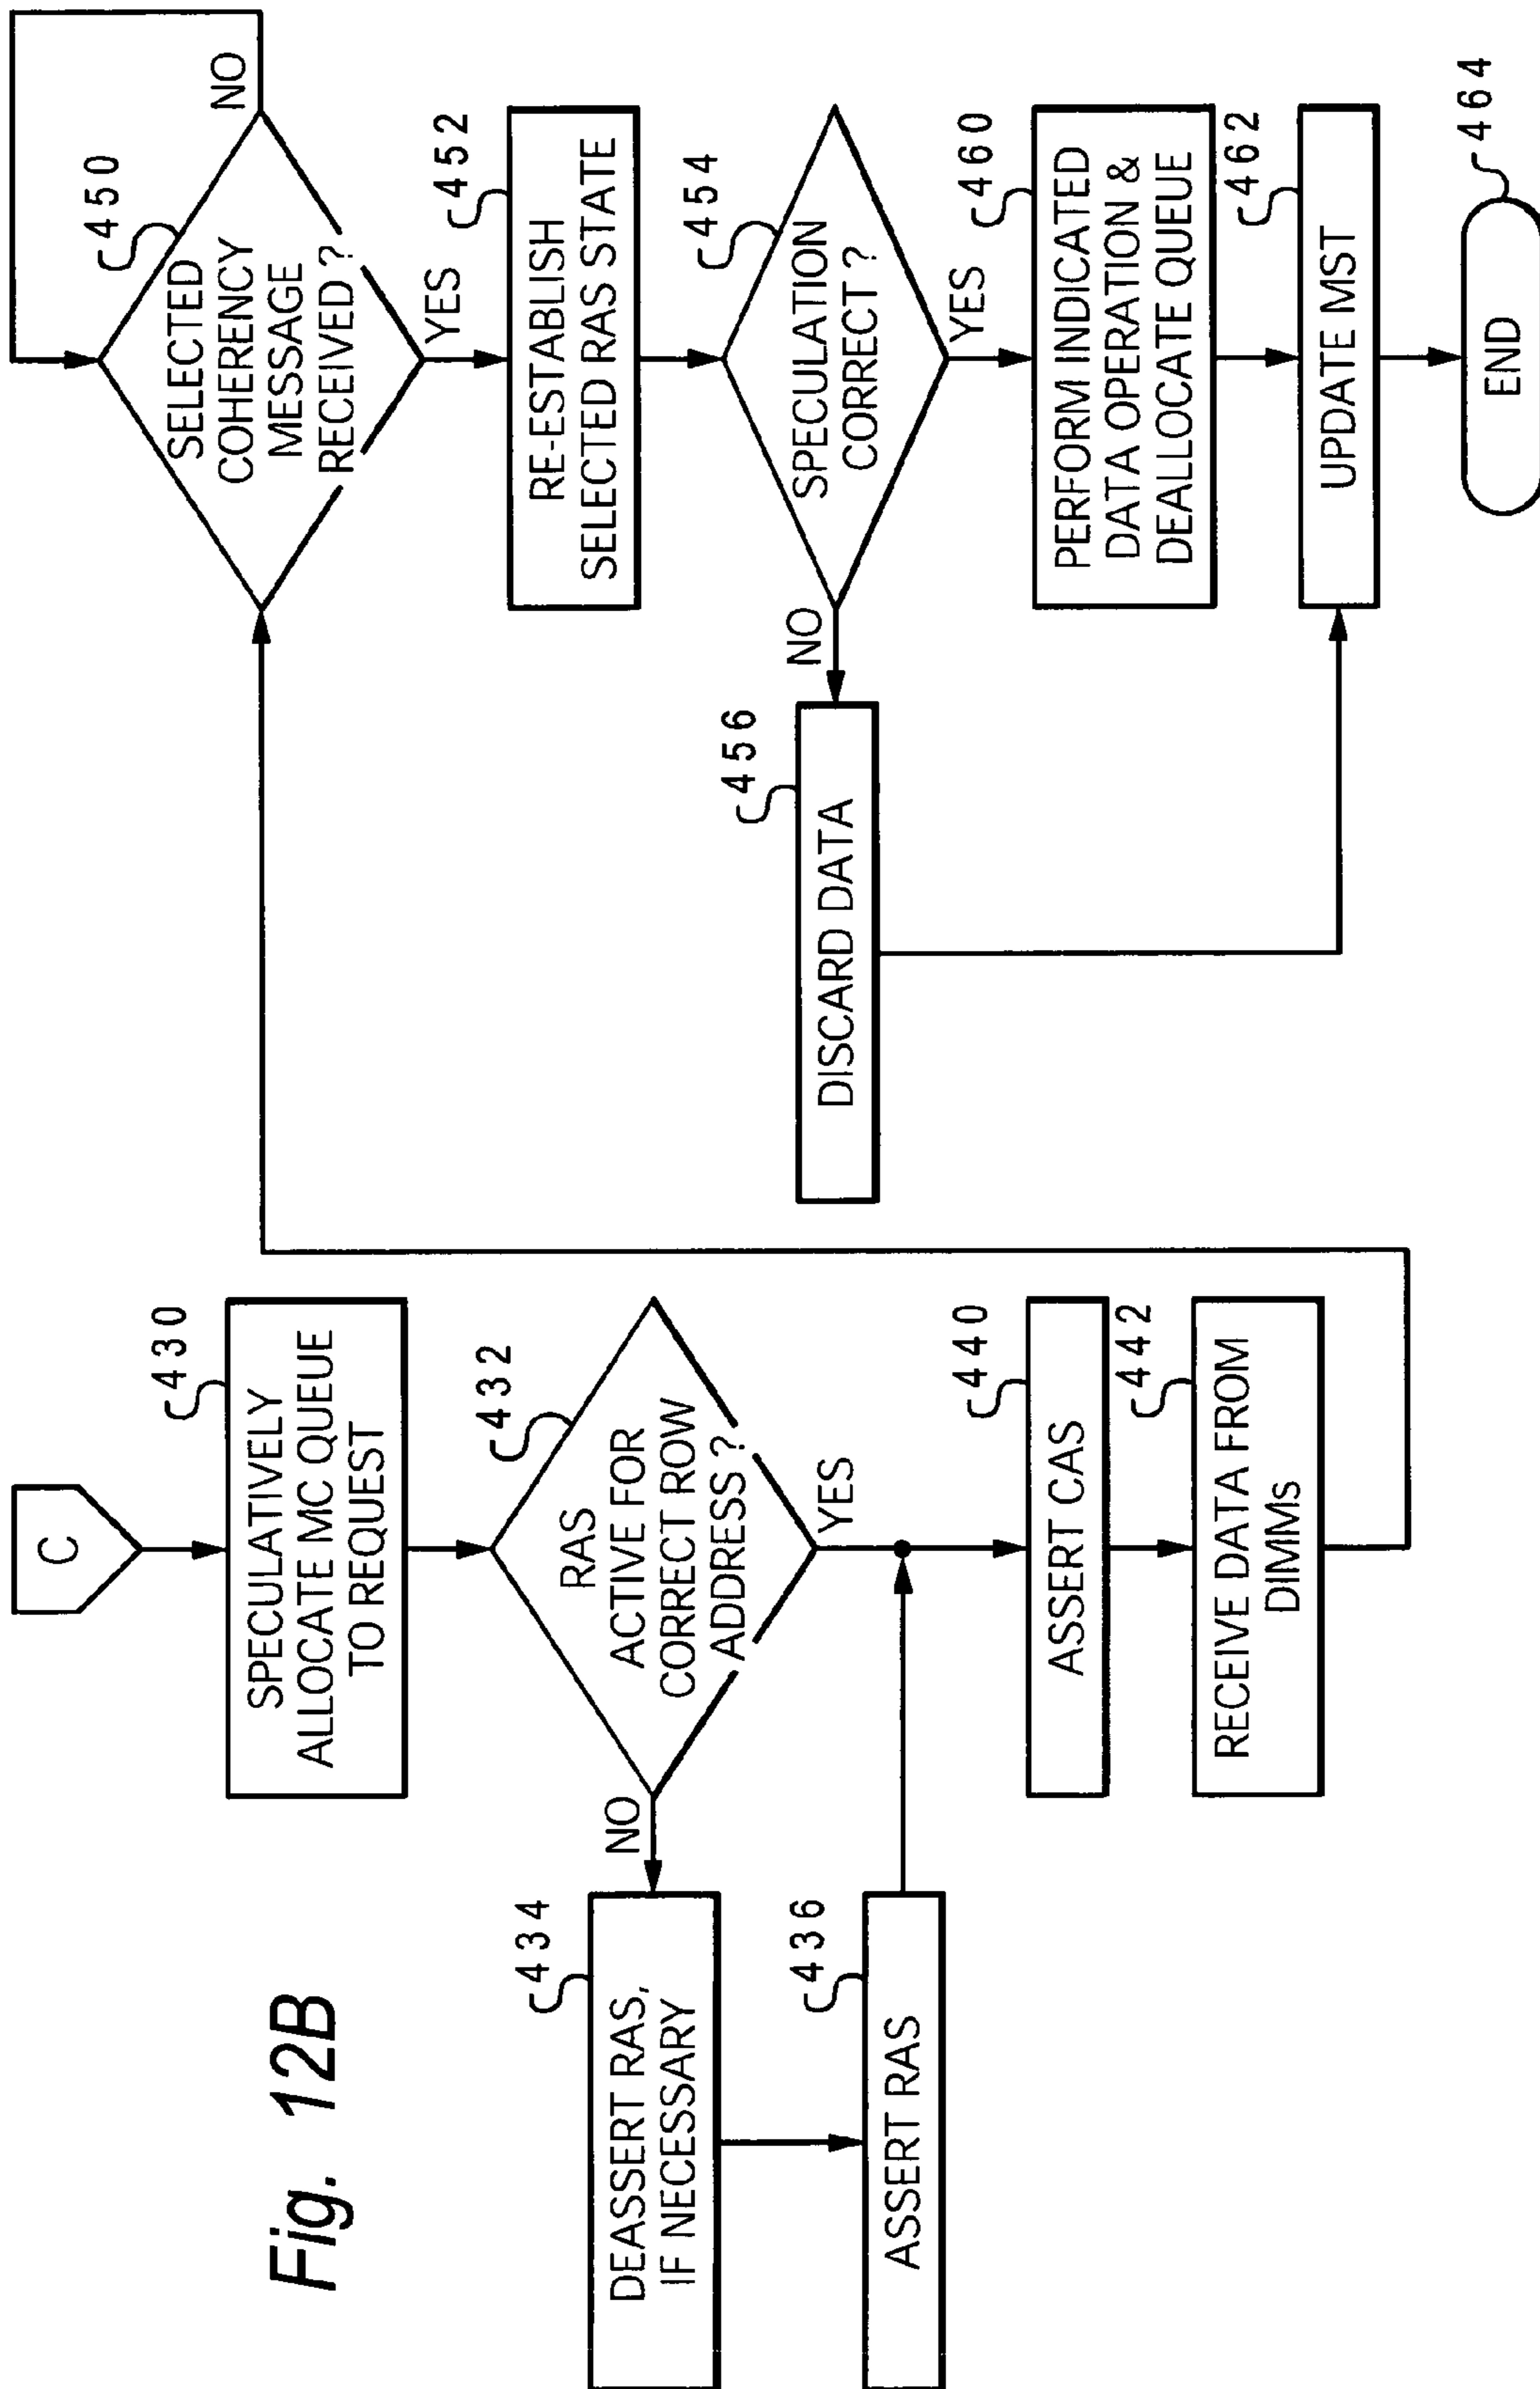 Fig. 12B
C
430
SPECULATIVELY
ALLOCATE MC QUEUE
TO REQUEST
432
RAS
ACTIVE FOR
CORRECT ROW
ADDRESS ?
NO
YES
434
DEASSERT RAS,
IF NECESSARY
436
ASSERT RAS
440
ASSERT CAS
442
RECEIVE DATA FROM
DIMMs
450
SELECTED
COHERENCY
MESSAGE
RECEIVED ?
NO
YES
452
RE-ESTABLISH
SELECTED RAS STATE
454
SPECULATION
CORRECT ?
NO
YES
456
DISCARD DATA
460
PERFORM INDICATED
DATA OPERATION &
DEALLOCATE QUEUE
462
UPDATE MST
464
END